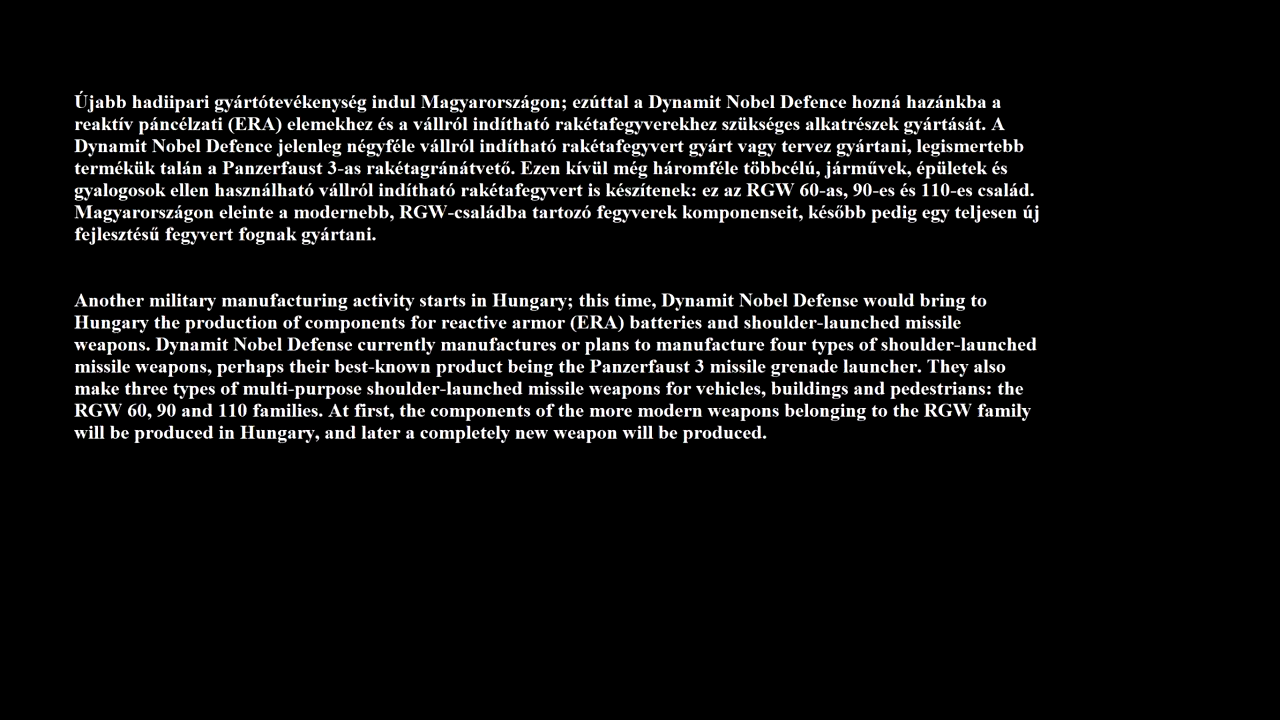 Újabb hadiipari gyártótevékenység indul Magyarországon; ezúttal a Dynamit Nobel Defence hozná hazánkba a
reaktív páncélzati (ERA) elemekhez és a vállról indítható rakétafegyverekhez szükséges alkatrészek gyártását. A
Dynamit Nobel Defence jelenleg négyféle vállról indítható rakétafegyvert gyárt vagy tervez gyártani, legismertebb
termékük talán a Panzerfaust 3-as rakétagránátvető. Ezen kívül még háromféle többcélú, járművek, épületek és
gyalogosok ellen használható vállról indítható rakétafegyvert is készítenek: ez az RGW 60-as, 90-es és 110-es család.
Magyarországon eleinte a modernebb, RGW-családba tartozó fegyverek komponenseit, később pedig egy teljesen új
fejlesztésű fegyvert fognak gyártani.
Another military manufacturing activity starts in Hungary; this time, Dynamit Nobel Defense would bring to
Hungary the production of components for reactive armor (ERA) batteries and shoulder-launched missile
weapons. Dynamit Nobel Defense currently manufactures or plans to manufacture four types of shoulder-launched
missile weapons, perhaps their best-known product being the Panzerfaust 3 missile grenade launcher. They also
make three types of multi-purpose shoulder-launched missile weapons for vehicles, buildings and pedestrians: the
RGW 60, 90 and 110 families. At first, the components of the more modern weapons belonging to the RGW family
will be produced in Hungary, and later a completely new weapon will be produced.